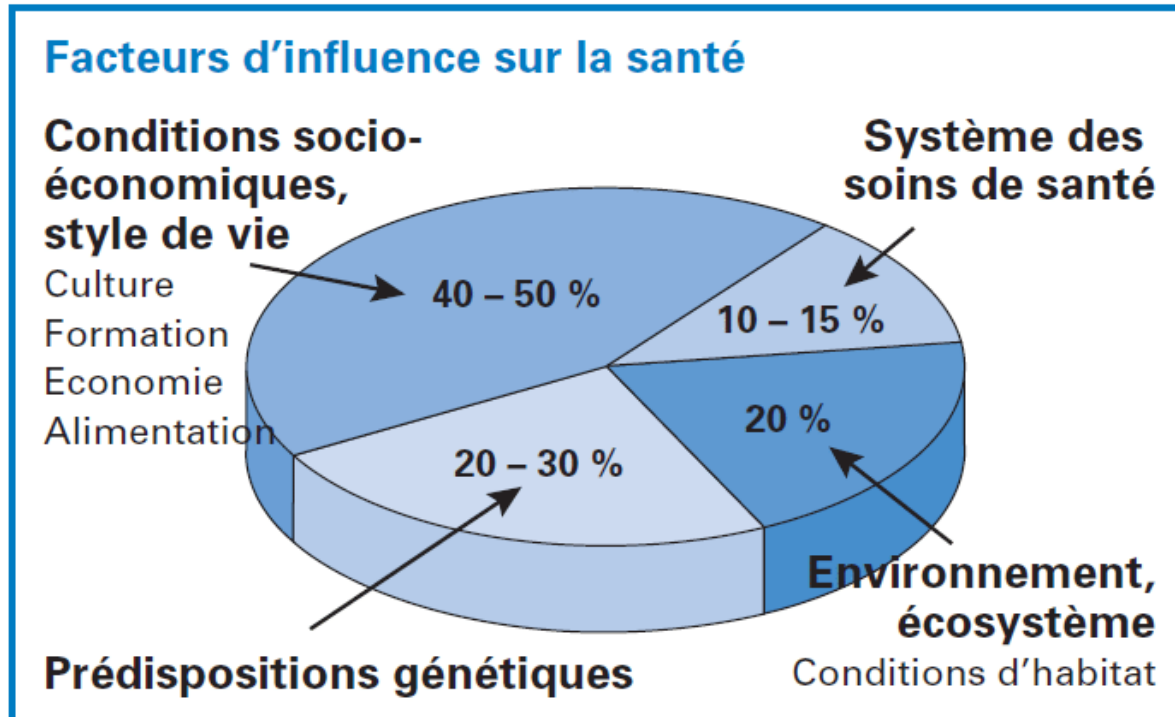 Facteurs d'influence sur la santé
Conditions socio-
économiques,
style de vie
Culture
Formation
Economie
Alimentation
Système des
soins de santé
40 – 50 %
10 – 15 %
20 %
20 – 30 %
Environnement,
écosystème
Conditions d'habitat
Prédispositions génétiques